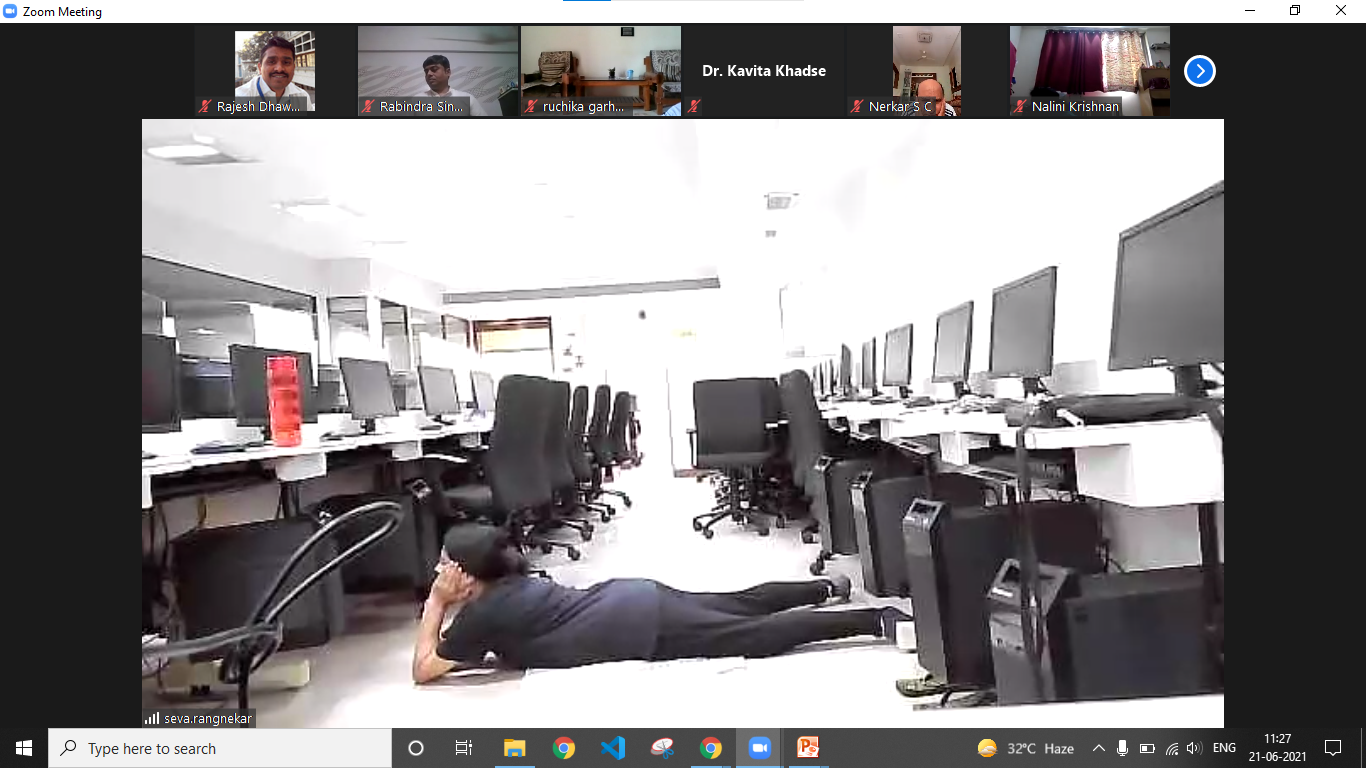 Zoom Meeting
Rajesh Dhaw...
Rabindra Sin...
ruchika garh...
Dr. Kavita Khadse
Nerkar S C
Nalini Krishnan
seva.rangnekar
Type here to search
32°C Haze
ENG
11:27
21-06-2021